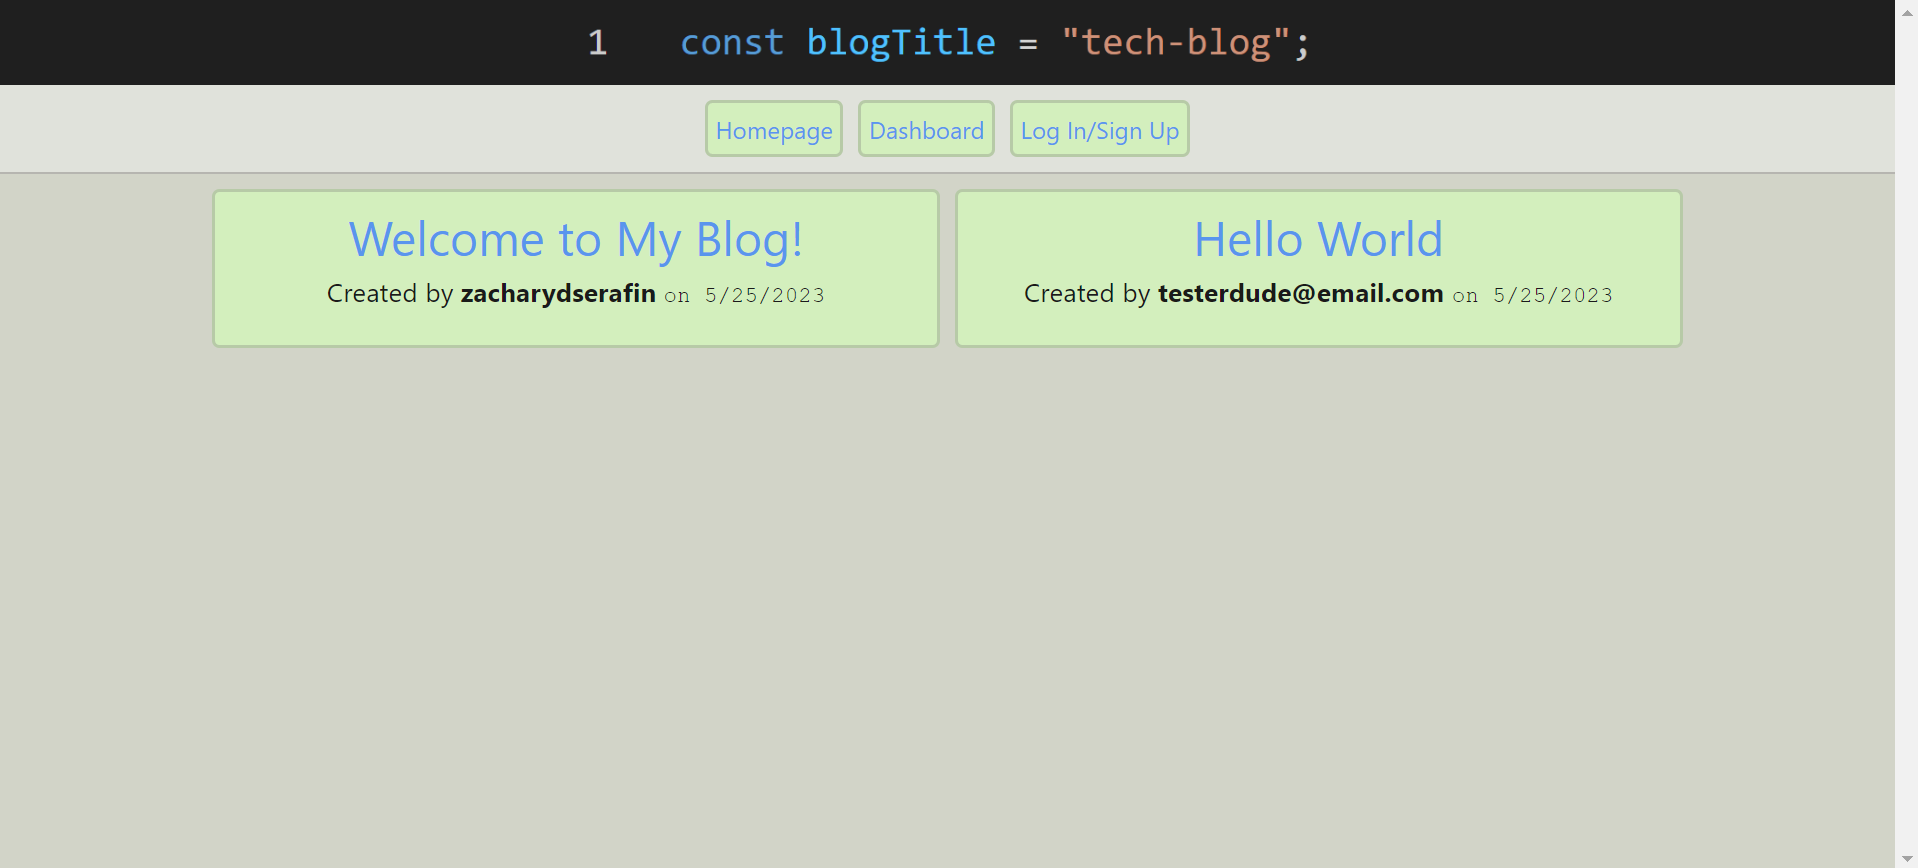 1 const blogTitle = "tech-blog";
Homepage Dashboard Log In/Sign Up
Welcome to My Blog!
Created by zacharydserafin on 5/25/2023
Hello World
Created by testerdude@email.com on 5/25/2023